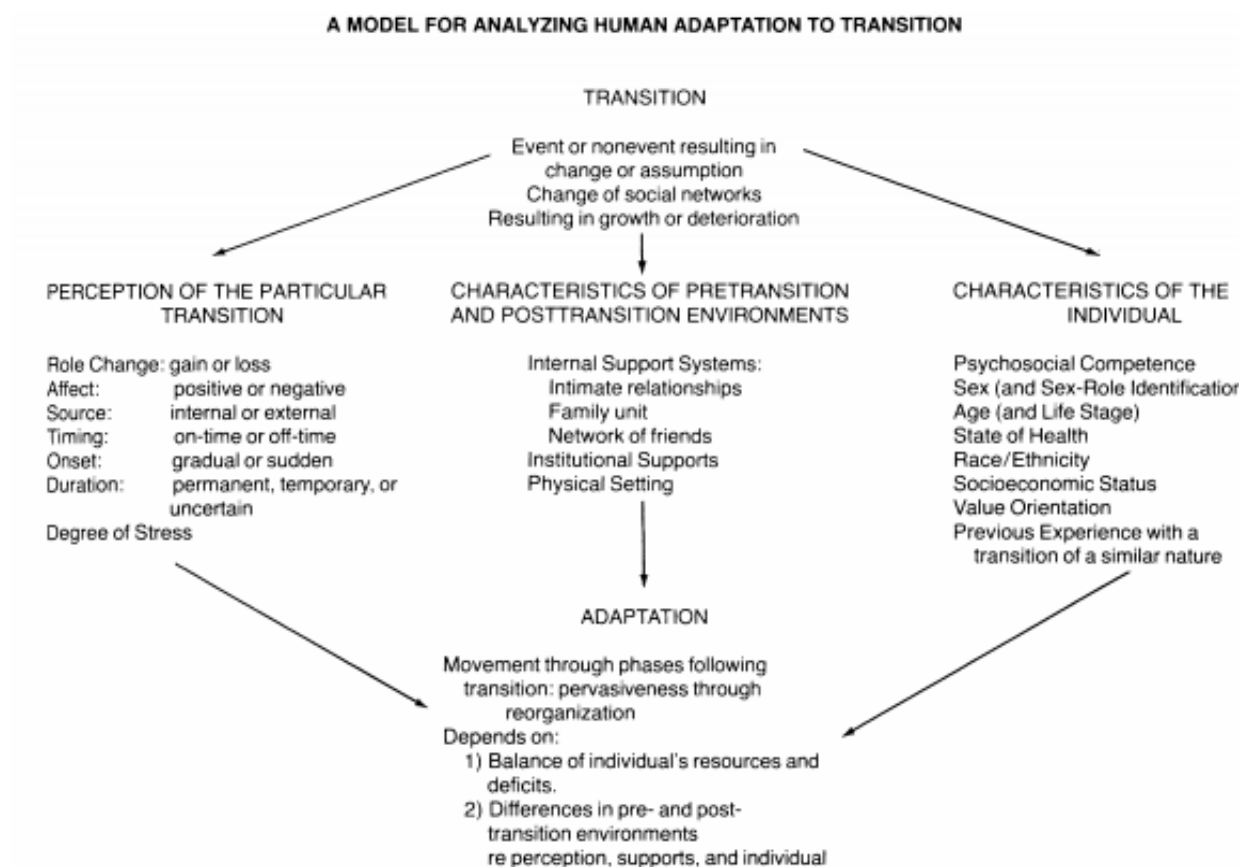 A MODEL FOR ANALYZING HUMAN ADAPTATION TO TRANSITION
TRANSITION
Event or nonevent resulting in
change or assumption
Change of social networks
Resulting in growth or deterioration
PERCEPTION OF THE PARTICULAR
TRANSITION
Role Change: gain or loss
Affect: positive or negative
Source: internal or external
Timing: on-time or off-time
Onset: gradual or sudden
Duration: permanent, temporary, or
uncertain
Degree of Stress
CHARACTERISTICS OF PRETRANSITION
AND POSTTRANSITION ENVIRONMENTS
Internal Support Systems:
Intimate relationships
Family unit
Network of friends
Institutional Supports
Physical Setting
CHARACTERISTICS OF THE
INDIVIDUAL
Psychosocial Competence
Sex (and Sex-Role Identification
Age (and Life Stage)
State of Health
Race/Ethnicity
Socioeconomic Status
Value Orientation
Previous Experience with a
transition of a similar nature
ADAPTATION
Movement through phases following
transition: pervasiveness through
reorganization
Depends on:
1) Balance of individual's resources and
deficits.
2) Differences in pre- and post-
transition environments
re perception, supports, and individual